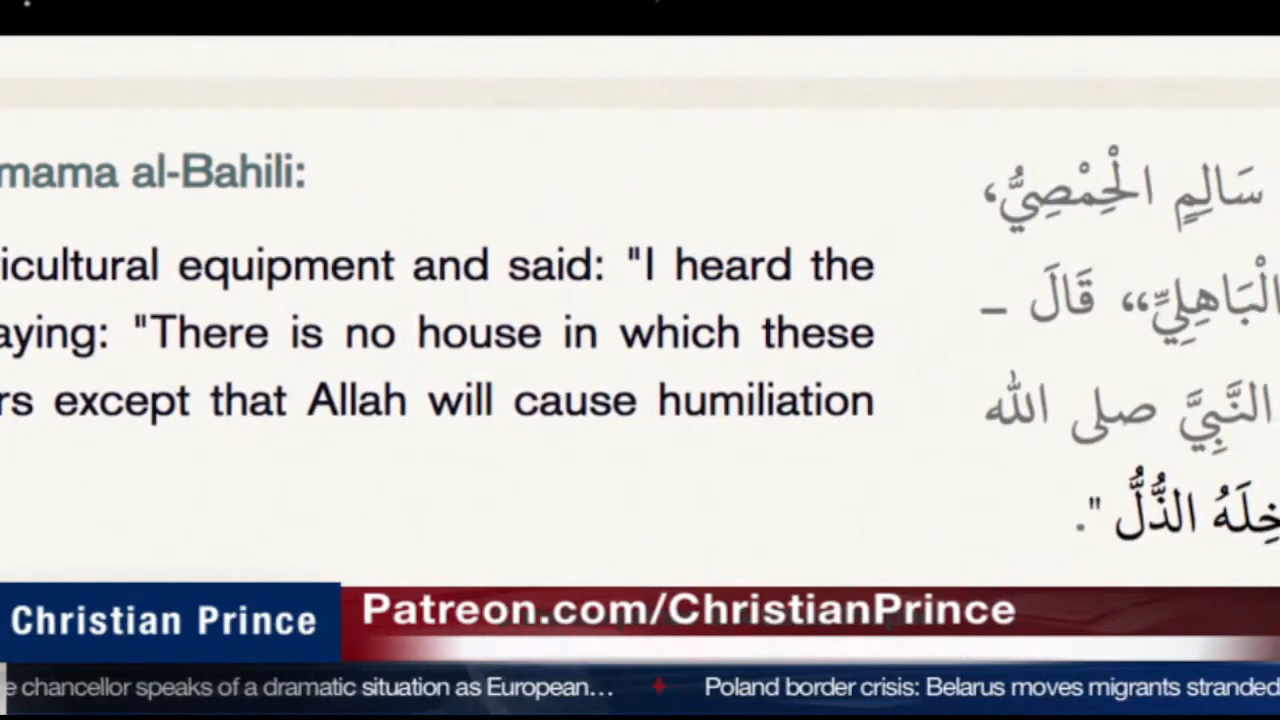 mama al-Bahili:
icultural equipment and said: "I heard the
aying: "There is no house in which these
rs except that Allah will cause humiliation
سَالِمٍ الْحِمْصِيُّ،
الْبَاهِلِيِّ،، قَالَ ـ
النَّبِيَّ صلى الله
خِلَهُ الذُّلُّ ".
Christian Prince
Patreon.com/ChristianPrince
e chancellor speaks of a dramatic situation as European...
Poland border crisis: Belarus moves migrants stranded